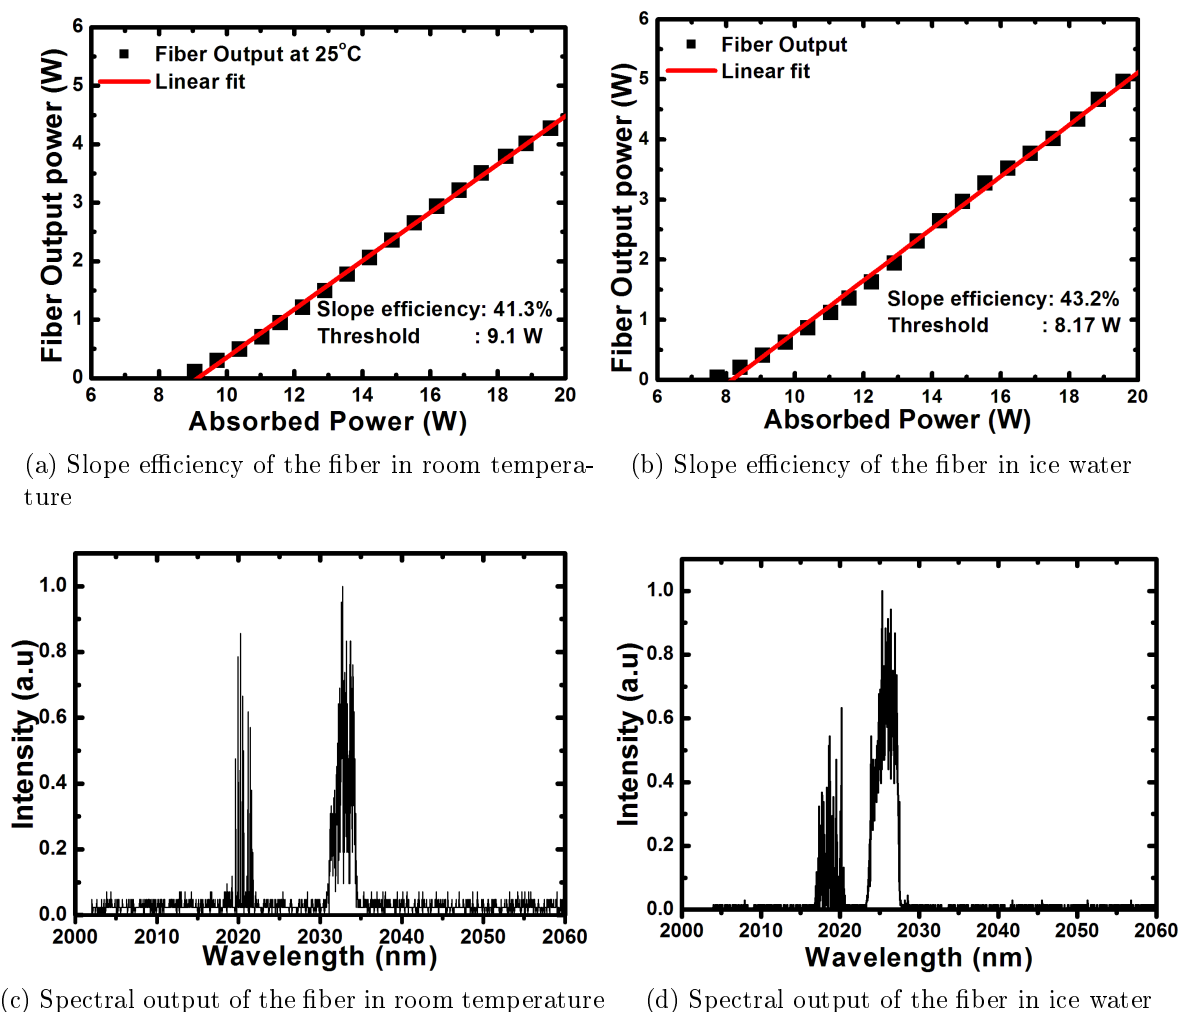 6
5
4
3
2
1
0
Fiber Output power (W)
Fiber Output at 25°C
Linear fit
Slope efficiency: 41.3%
Threshold : 9.1 W
6 8 10 12 14 16 18 20
Absorbed Power (W)
6
5
4
3
2
1
0
Fiber Output power (W)
Fiber Output
Linear fit
Slope efficiency: 43.2%
Threshold : 8.17 W
6 8 10 12 14 16 18 20
Absorbed Power (W)
(a) Slope efficiency of the fiber in room tempera-
ture
(b) Slope efficiency of the fiber in ice water
1.0
0.8
0.6
0.4
0.2
0.0
Intensity (a.u)
2000 2010 2020 2030 2040 2050 2060
Wavelength (nm)
1.0
0.8
0.6
0.4
0.2
0.0
Intensity (a.u)
2000 2010 2020 2030 2040 2050 2060
Wavelength (nm)
(c) Spectral output of the fiber in room temperature
(d) Spectral output of the fiber in ice water